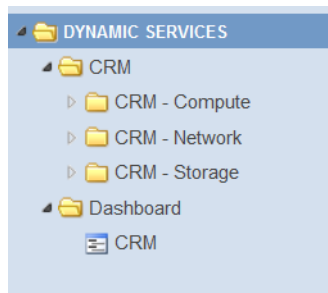 DYNAMIC SERVICES
CRM
CRM - Compute
CRM - Network
CRM - Storage
Dashboard
CRM